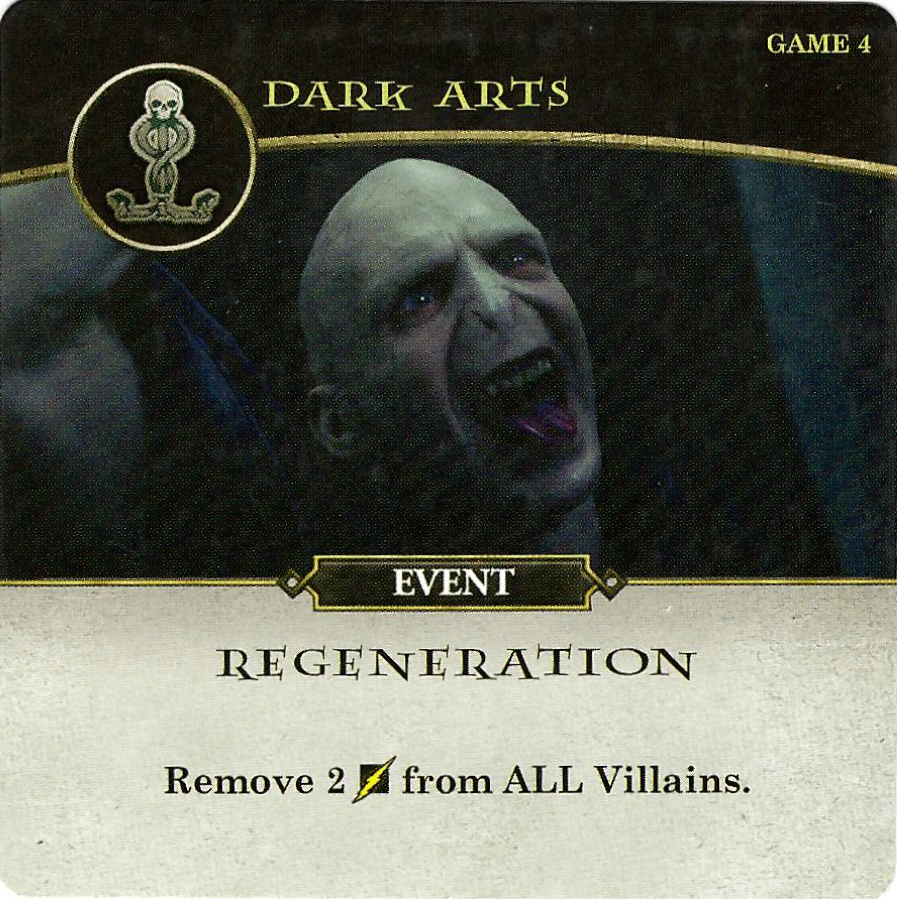 GAME 4
DARK ARTS
EVENT
REGENERATION
Remove 2 from ALL Villains.